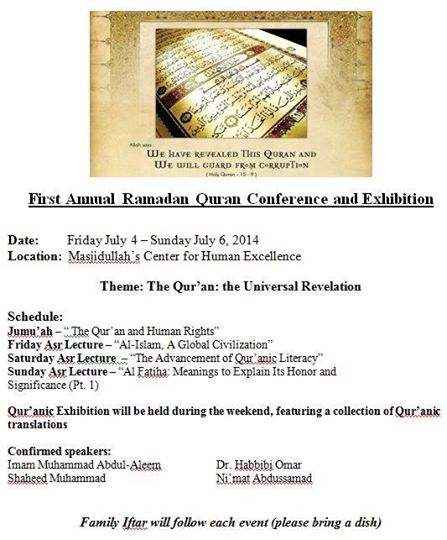 Allah says :
We have revealed This Quran and
We will guard from corruption
( Holy Quran - 15 - 9 )
First Annual Ramadan Quran Conference and Exhibition
Date: Friday July 4 – Sunday July 6, 2014
Location: Masjidullah’s Center for Human Excellence
Theme: The Qur’an: the Universal Revelation
Schedule:
Jumu’ah – “ The Qur’an and Human Rights”
Friday Asr Lecture – “Al-Islam, A Global Civilization”
Saturday Asr Lecture – “The Advancement of Qur’anic Literacy”
Sunday Asr Lecture – “Al Fatiha: Meanings to Explain Its Honor and
Significance (Pt. 1)
Qur’anic Exhibition will be held during the weekend, featuring a collection of Qur’anic
translations
Confirmed speakers:
Imam Muhammad Abdul-Aleem Dr. Habbibi Omar
Shaheed Muhammad Ni’mat Abdussamad
Family Iftar will follow each event (please bring a dish)